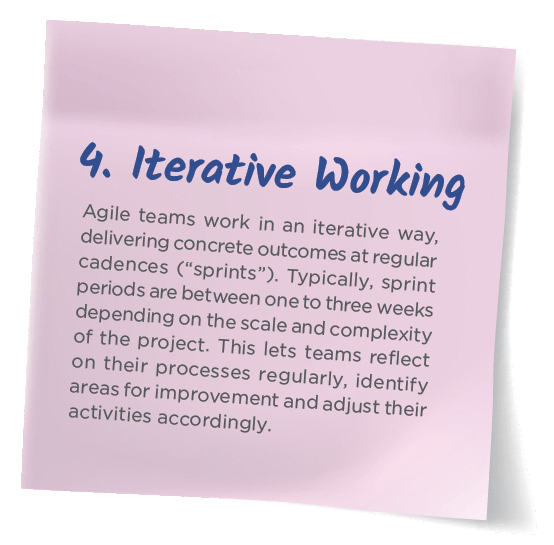 4. Iterative Working
Agile teams work in an iterative way,
delivering concrete outcomes at regular
cadences (“sprints”). Typically, sprint
periods are between one to three weeks
depending on the scale and complexity
of the project. This lets teams reflect
on their processes regularly, identify
areas for improvement and adjust their
activities accordingly.